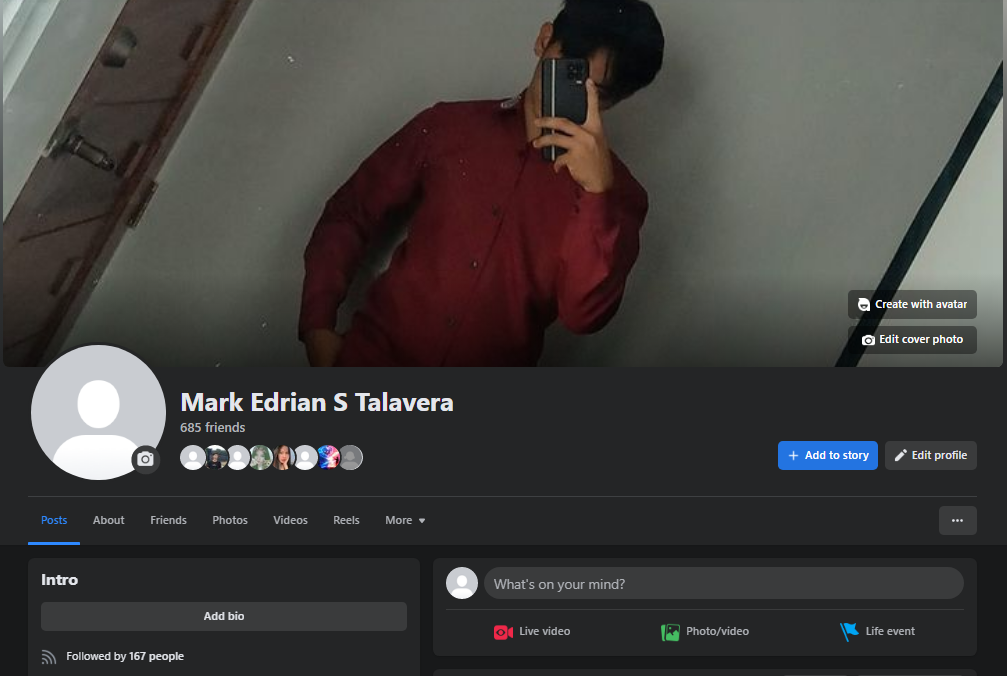 Create with avatar
Edit cover photo
Mark Edrian S Talavera
685 friends
+ Add to story
Edit profile
Posts
About
Friends
Photos
Videos
Reels
More
Intro
Add bio
Followed by 167 people
What's on your mind?
Live video
Photo/video
Life event